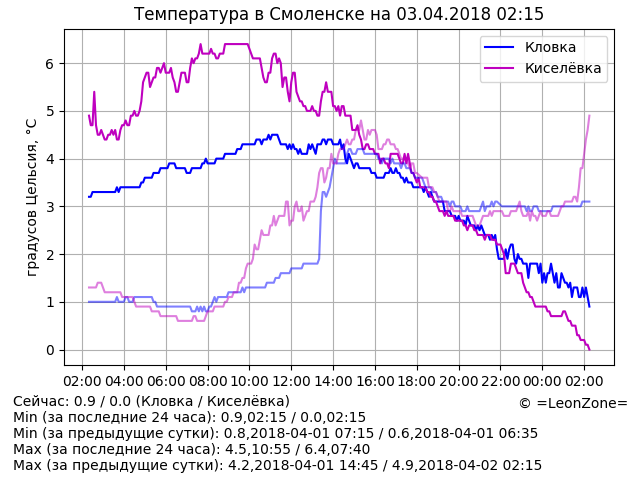 Температура в Смоленске на 03.04.2018 02:15
градусов Цельсия, °C
6
5
4
3
2
1
0
Кловка
Киселёвка
02:00 04:00 06:00 08:00 10:00 12:00 14:00 16:00 18:00 20:00 22:00 00:00 02:00
Сейчас: 0.9 / 0.0 (Кловка / Киселёвка)
© =LeonZone=
Min (за последние 24 часа): 0.9,02:15 / 0.0,02:15
Min (за предыдущие сутки): 0.8,2018-04-01 07:15 / 0.6,2018-04-01 06:35
Max (за последние 24 часа): 4.5,10:55 / 6.4,07:40
Max (за предыдущие сутки): 4.2,2018-04-01 14:45 / 4.9,2018-04-02 02:15